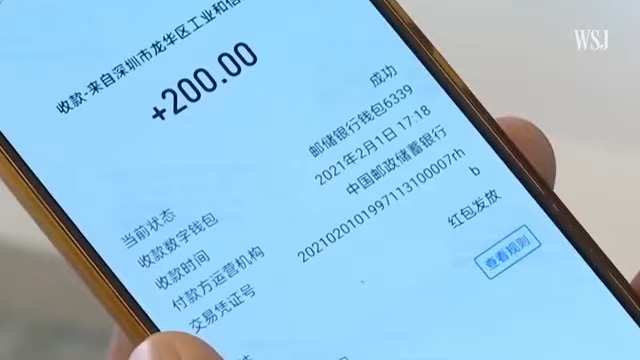 WSJ
收款-来自深圳市龙华区工业和信
+200.00
当前状态 成功
收款数字钱包 邮储银行钱包6339
收款时间 2021年2月1日 17:18
付款方运营机构 中国邮政储蓄银行
交易凭证号 2021020101997113100007rh
b
红包发放
查看规则